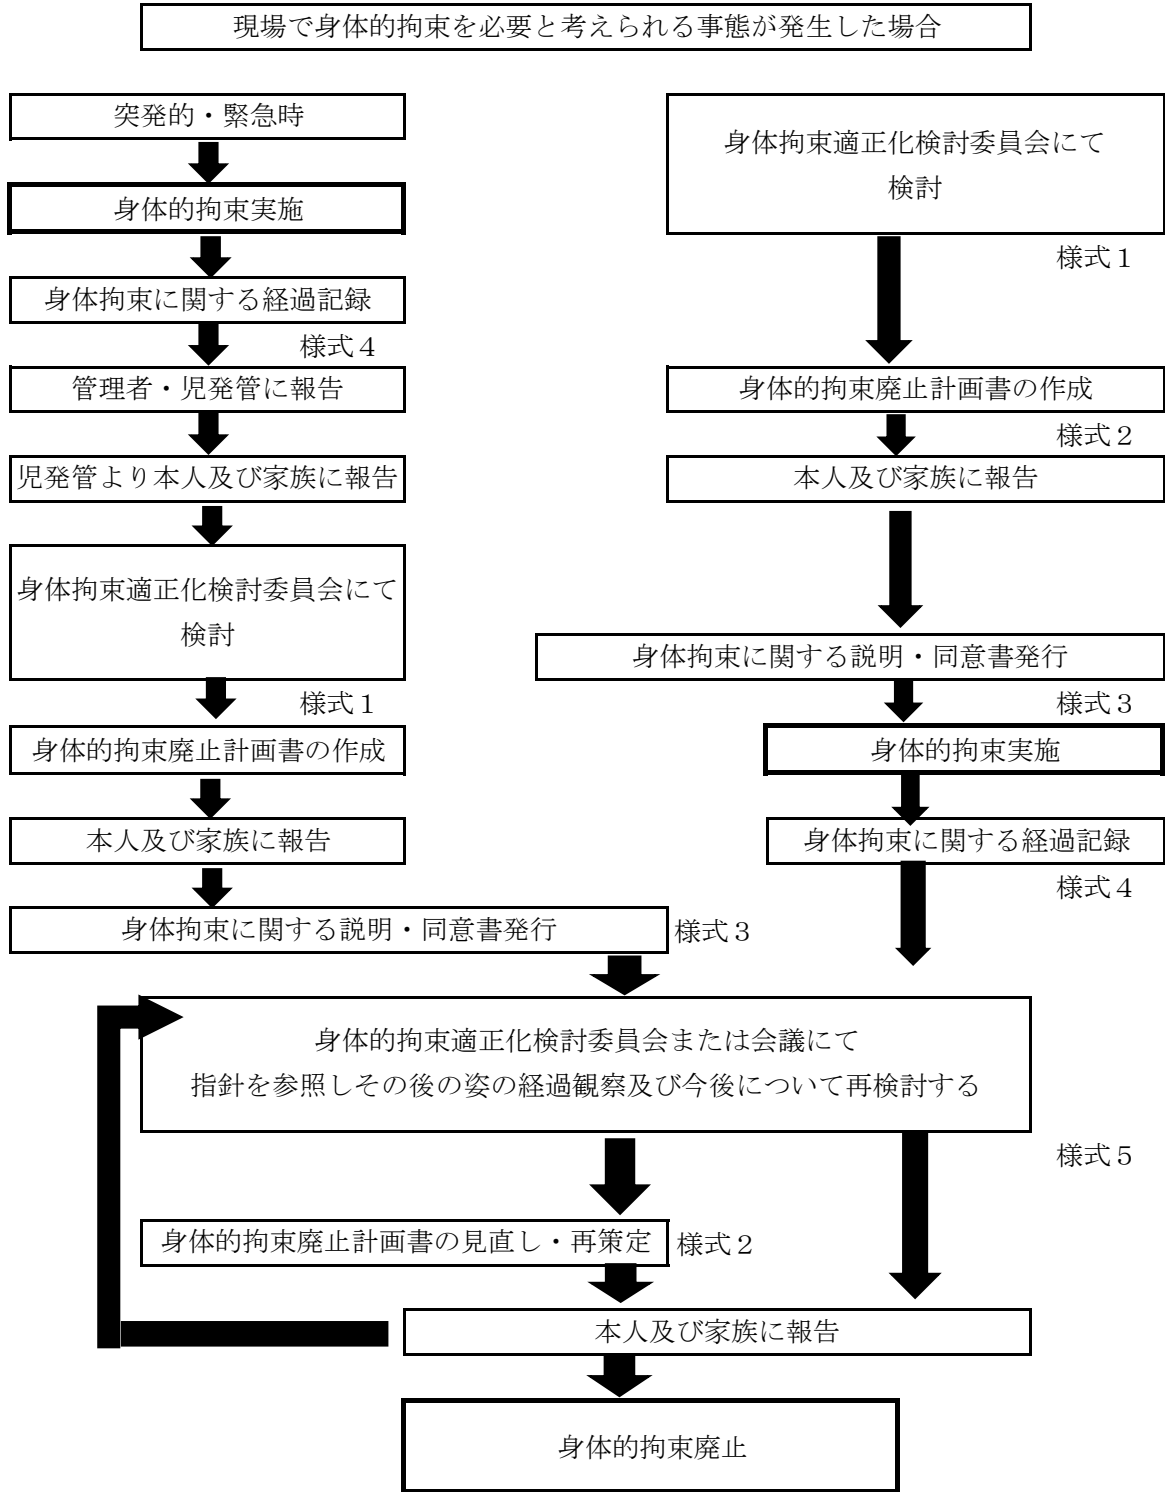 現場で身体的拘束を必要と考えられる事態が発生した場合
突発的・緊急時
身体的拘束実施
身体拘束に関する経過記録
様式４
管理者・児発管に報告
児発管より本人及び家族に報告
身体拘束適正化検討委員会にて
検討
様式１
身体的拘束廃止計画書の作成
本人及び家族に報告
身体拘束に関する説明・同意書発行
様式３
身体拘束適正化検討委員会にて
検討
様式１
身体的拘束廃止計画書の作成
様式２
本人及び家族に報告
身体拘束に関する説明・同意書発行
様式３
身体的拘束実施
身体拘束に関する経過記録
様式４
身体的拘束適正化検討委員会または会議にて
指針を参照しその後の姿の経過観察及び今後について再検討する
様式５
身体的拘束廃止計画書の見直し・再策定
様式２
本人及び家族に報告
身体的拘束廃止